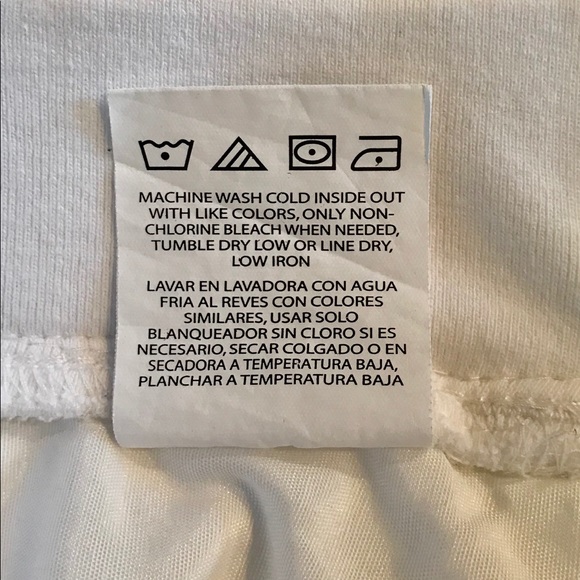 MACHINE WASH COLD INSIDE OUT
WITH LIKE COLORS, ONLY NON-
CHLORINE BLEACH WHEN NEEDED,
TUMBLE DRY LOW OR LINE DRY,
LOW IRON
LAVAR EN LAVADORA CON AGUA
FRIA AL REVES CON COLORES
SIMILARES, USAR SOLO
BLANQUEADOR SIN CLORO SI ES
NECESARIO, SECAR COLGADO O EN
SECADORA A TEMPERATURA BAJA,
PLANCHAR A TEMPERATURA BAJA